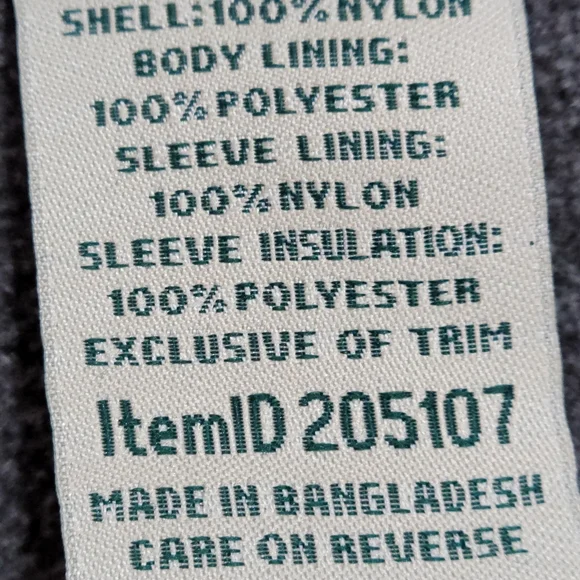 SHELL:100% NYLON
BODY LINING:
100% POLYESTER
SLEEVE LINING:
100% NYLON
SLEEVE INSULATION:
100% POLYESTER
EXCLUSIVE OF TRIM
ItemID 205107
MADE IN BANGLADESH
CARE ON REVERSE